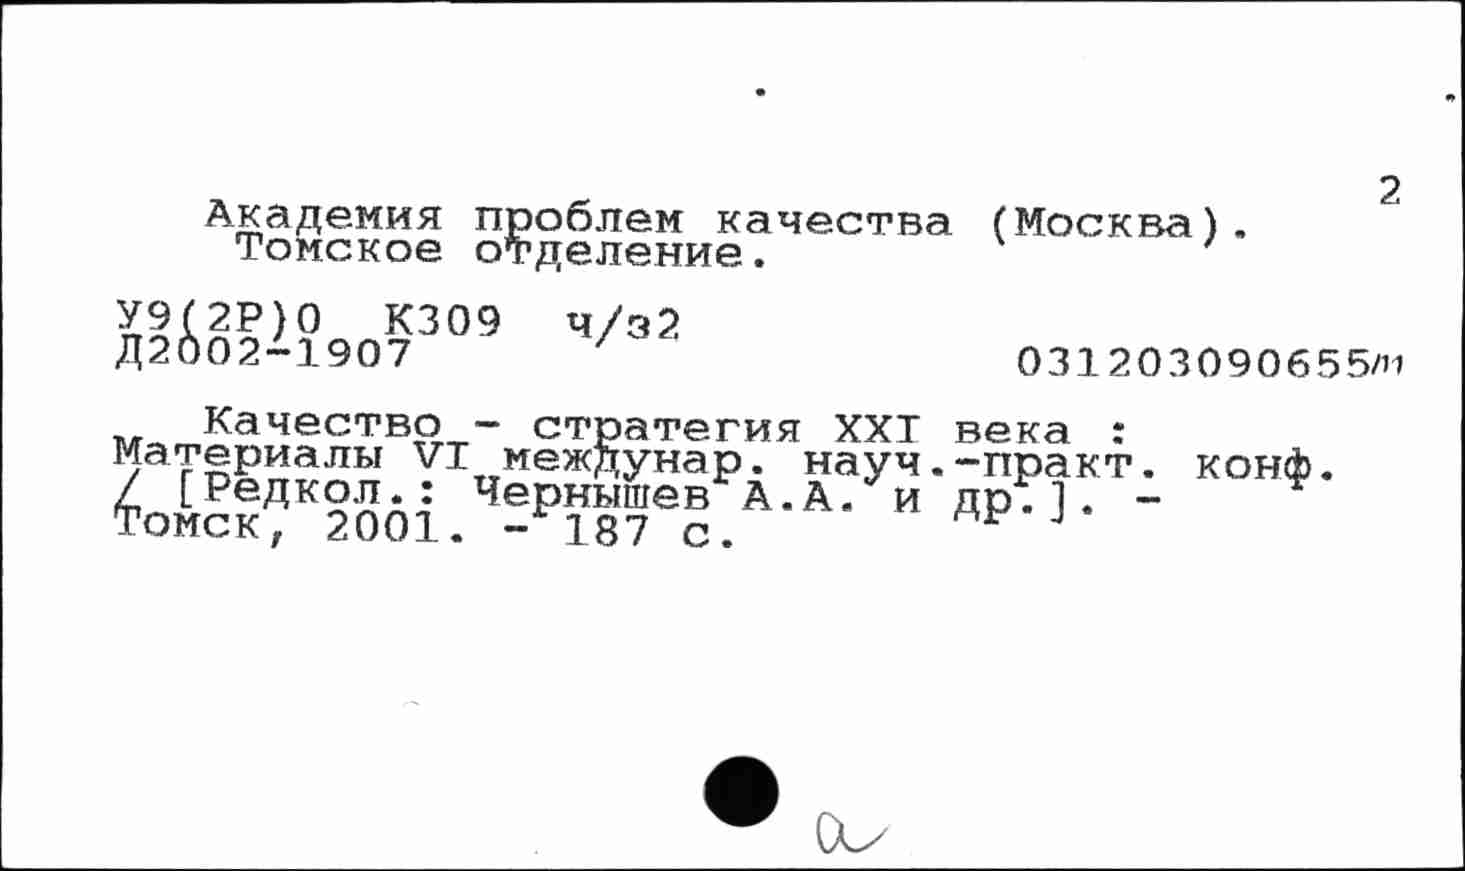 2
Академия проблем качества (Москва).
Томское отделение.
У9(2Р)0 К309 ч/з2
Д2002-1907
031203090655/п1
Качество - стратегия XXI века :
Материалы VI междунар. науч.-практ. конф.
/ [Редкол.: Чернышев А.А. и др.]. -
Томск, 2001. - 187 с.
а